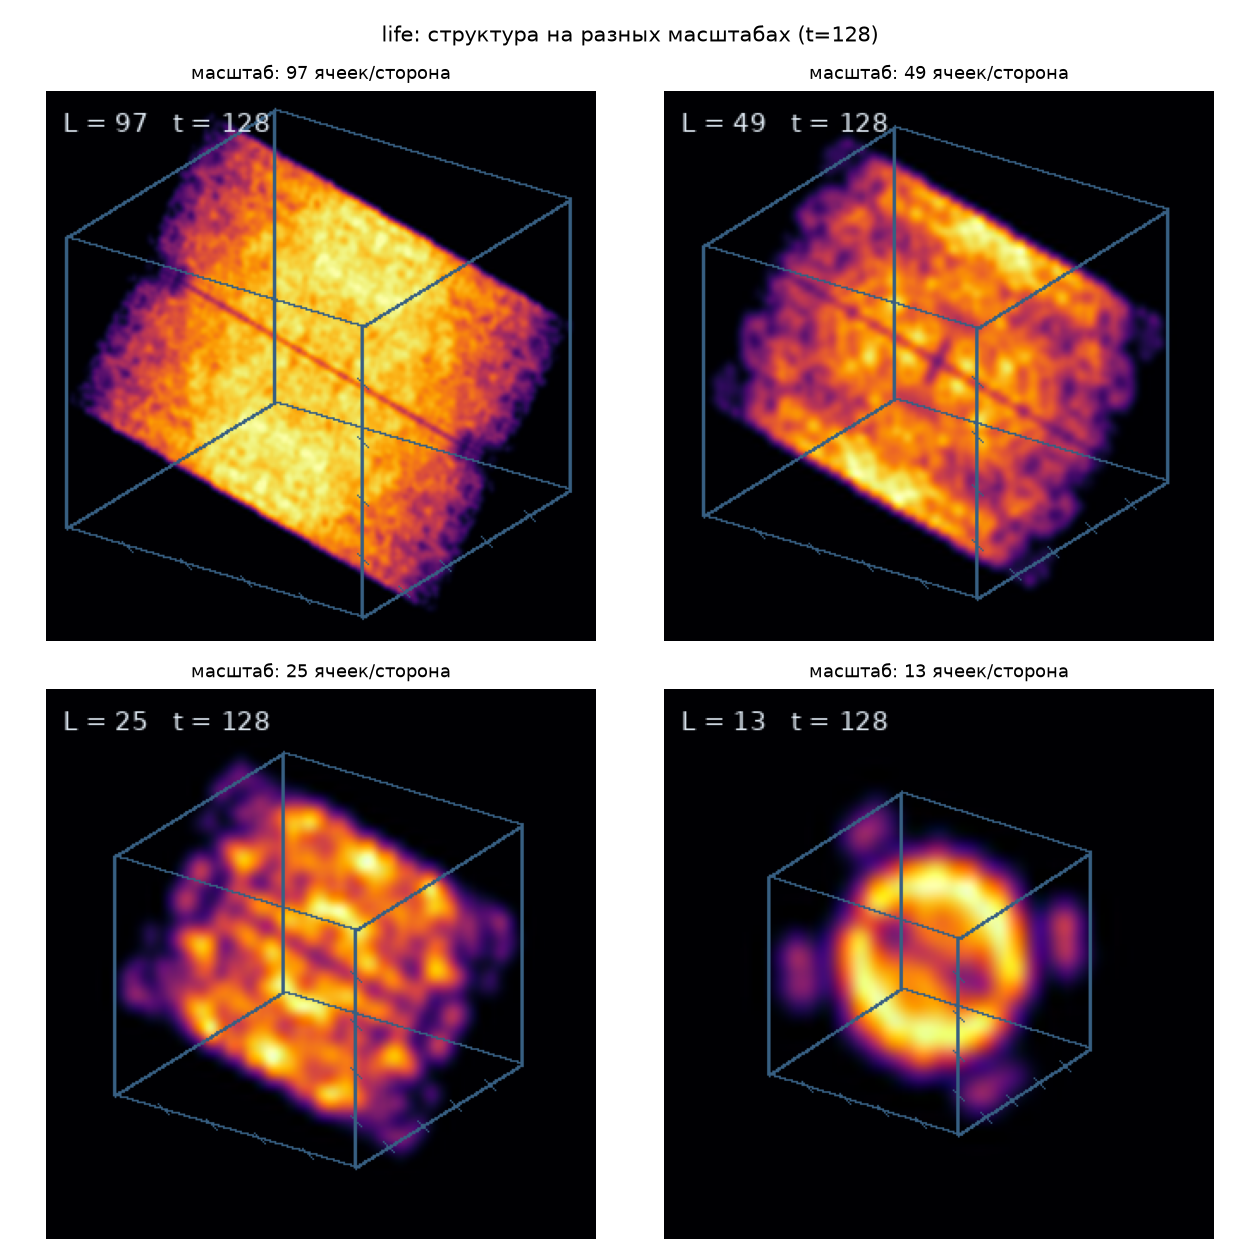 life: структура на разных масштабах (t=128)
масштаб: 97 ячеек/сторона
масштаб: 49 ячеек/сторона
L = 97 t = 128
L = 49 t = 128
масштаб: 25 ячеек/сторона
масштаб: 13 ячеек/сторона
L = 25 t = 128
L = 13 t = 128